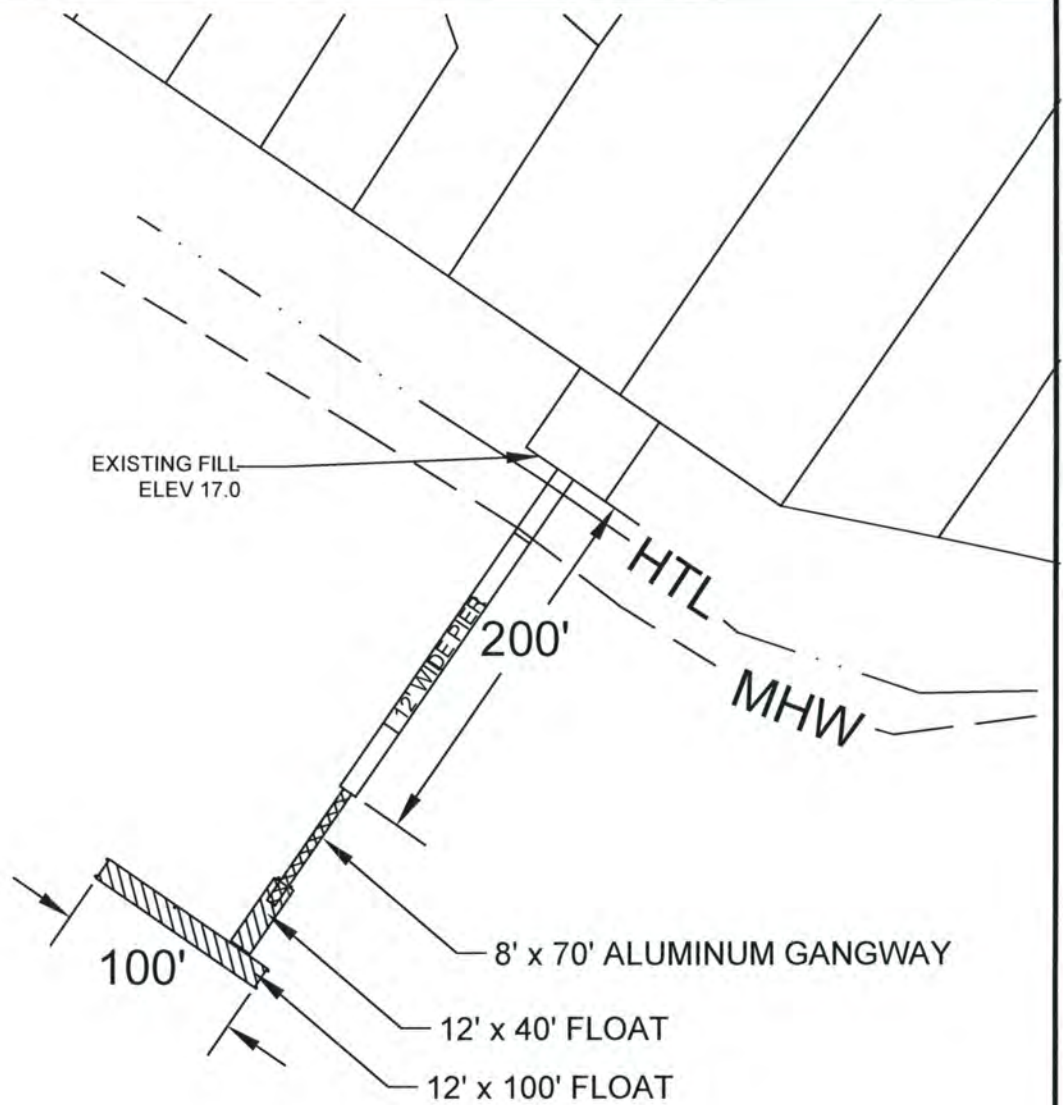 EXISTING FILL
ELEV 17.0
HTL
200'
12' WIDE PIER
MHW
8' x 70' ALUMINUM GANGWAY
100'
12' x 40' FLOAT
12' x 100' FLOAT